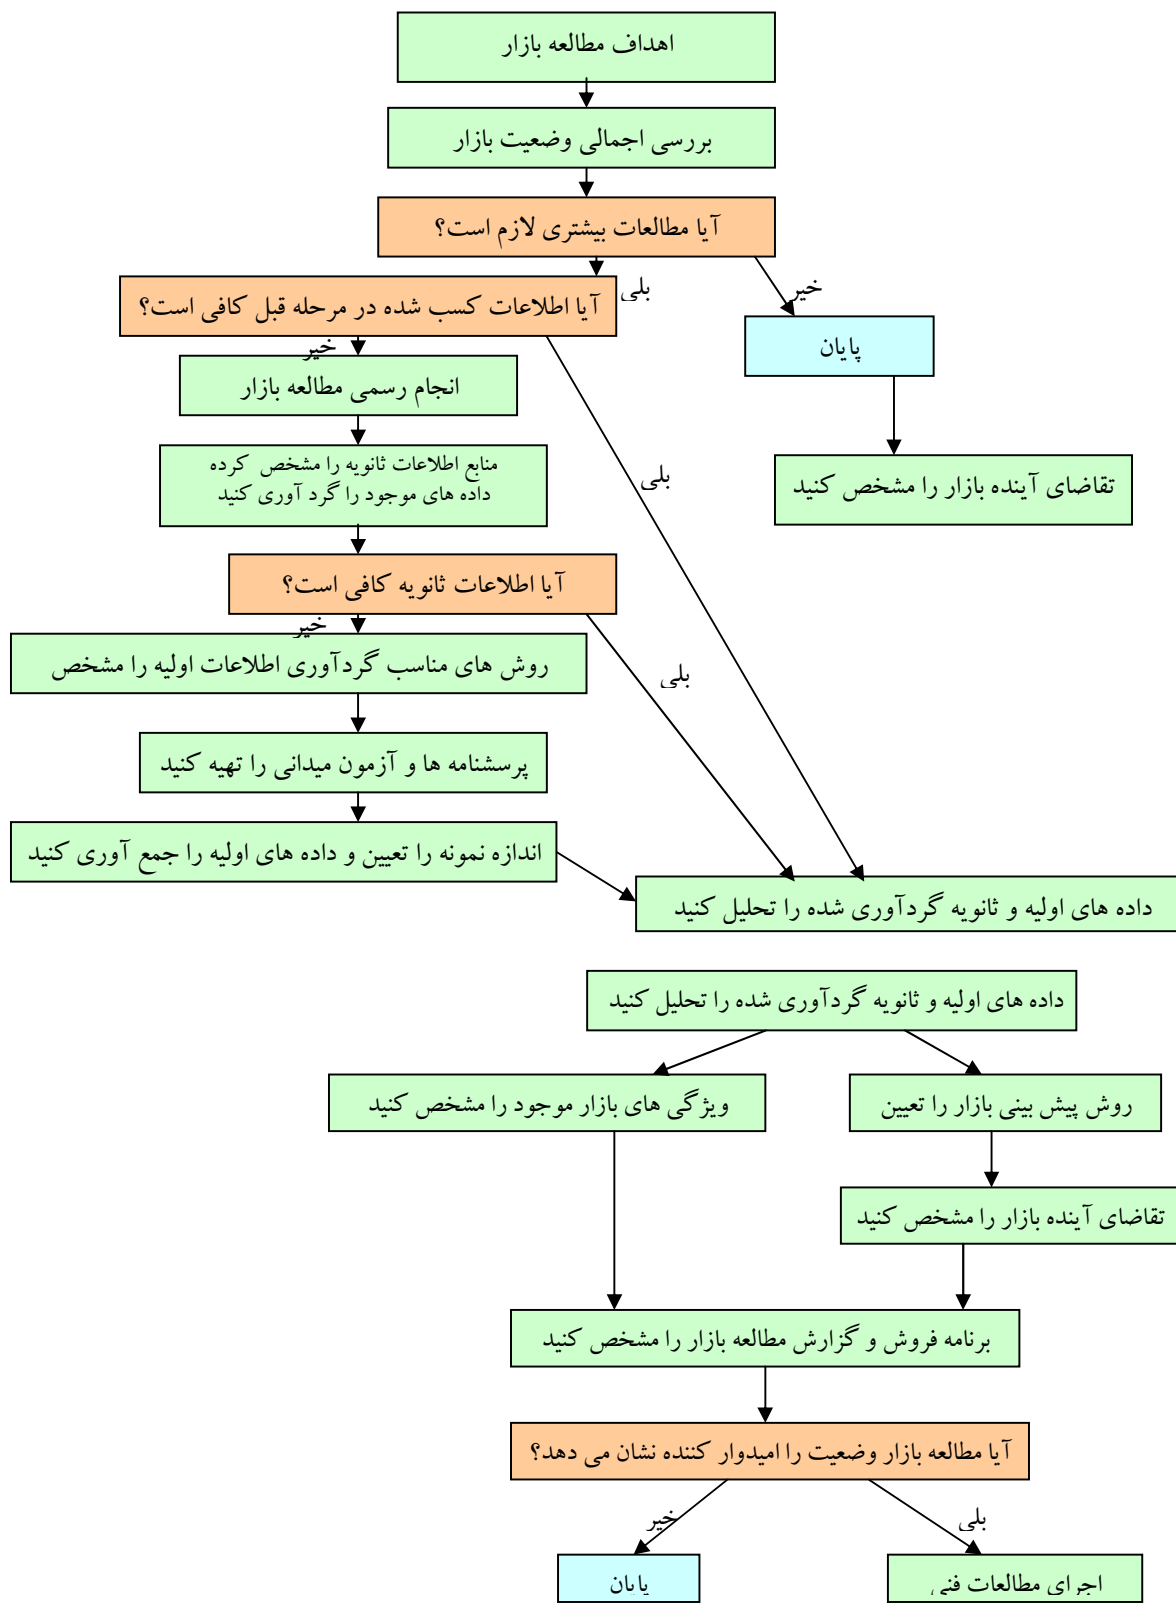 اهداف مطالعه بازار
بررسی اجمالی وضعیت بازار
آیا مطالعات بیشتری لازم است؟
بلی
خیر
آیا اطلاعات کسب شده در مرحله قبل کافی است؟
پایان
خیر
انجام رسمی مطالعه بازار
منابع اطلاعات ثانویه را مشخص کرده
داده های موجود را گرد آوری کنید
بلی
تقاضای آینده بازار را مشخص کنید
آیا اطلاعات ثانویه کافی است؟
خیر
روش های مناسب گردآوری اطلاعات اولیه را مشخص
بلی
پرسشنامه ها و آزمون میدانی را تهیه کنید
اندازه نمونه را تعیین و داده های اولیه را جمع آوری کنید
داده های اولیه و ثانویه گردآوری شده را تحلیل کنید
داده های اولیه و ثانویه گردآوری شده را تحلیل کنید
روش پیش بینی بازار را تعیین
ویژگی های بازار موجود را مشخص کنید
تقاضای آینده بازار را مشخص کنید
برنامه فروش و گزارش مطالعه بازار را مشخص کنید
آیا مطالعه بازار وضعیت را امیدوار کننده نشان می دهد؟
بلی
خیر
اجرای مطالعات فنی
پایان